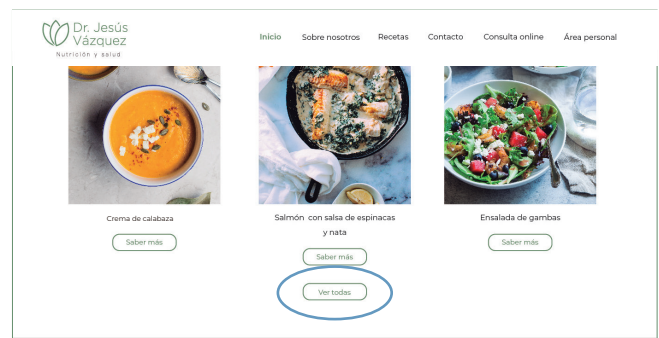 Dr. Jesús
Vázquez
Nutrición y salud
Inicio Sobre nosotros Recetas Contacto Consulta online Área personal
Crema de calabaza
Salmón con salsa de espinacas
y nata
Ensalada de gambas
Saber más
Saber más
Saber más
Ver todas